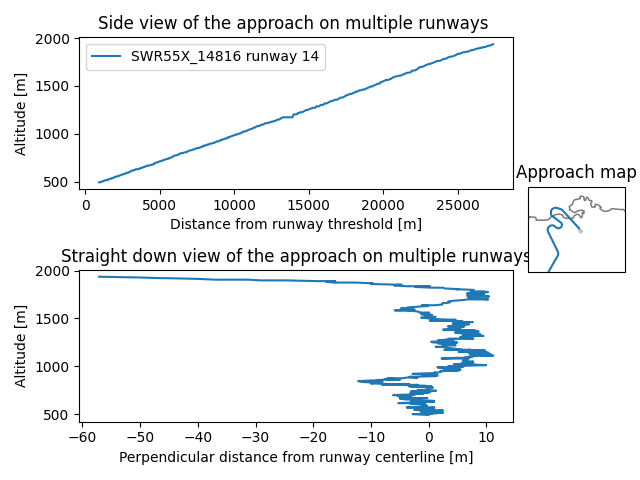 Side view of the approach on multiple runways
2000
1500
1000
500
Altitude [m]
SWR55X_14816 runway 14
0 5000 10000 15000 20000 25000
Distance from runway threshold [m]
Approach map
Straight down view of the approach on multiple runways
2000
1500
1000
500
Altitude [m]
−60 −50 −40 −30 −20 −10 0 10
Perpendicular distance from runway centerline [m]